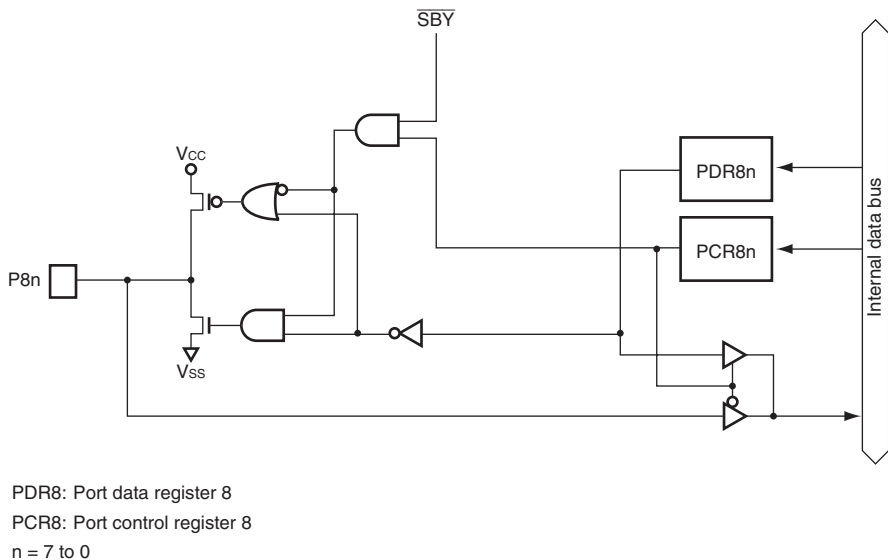 SBY
VCC
PDR8n
PCR8n
Internal data bus
P8n
VSS
PDR8: Port data register 8
PCR8: Port control register 8
n = 7 to 0